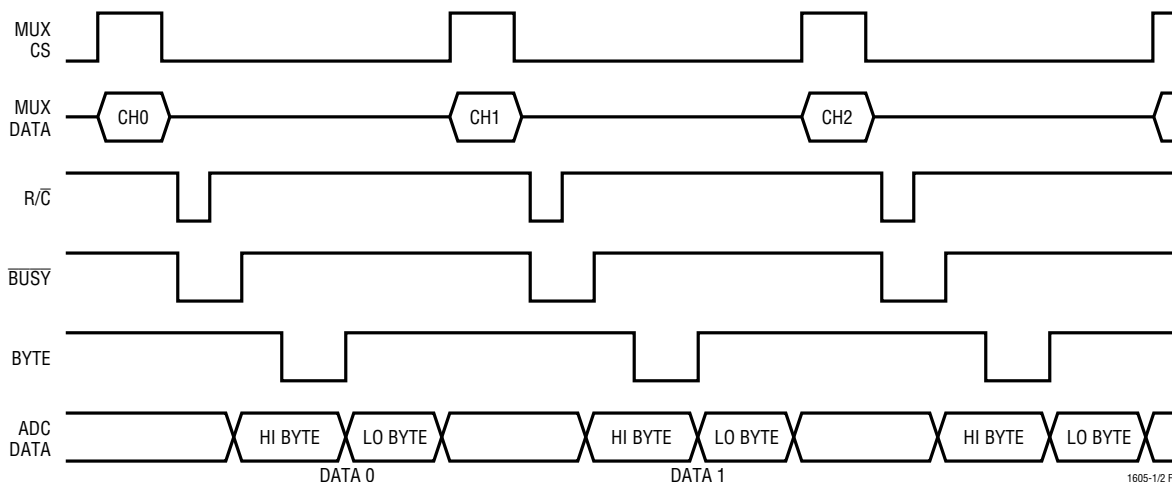 MUX
CS
MUX
DATA
CH0
CH1
CH2
R/C̅
B̅U̅S̅Y̅
BYTE
ADC
DATA
HI BYTE
LO BYTE
HI BYTE
LO BYTE
HI BYTE
LO BYTE
DATA 0
DATA 1
1605-1/2 F